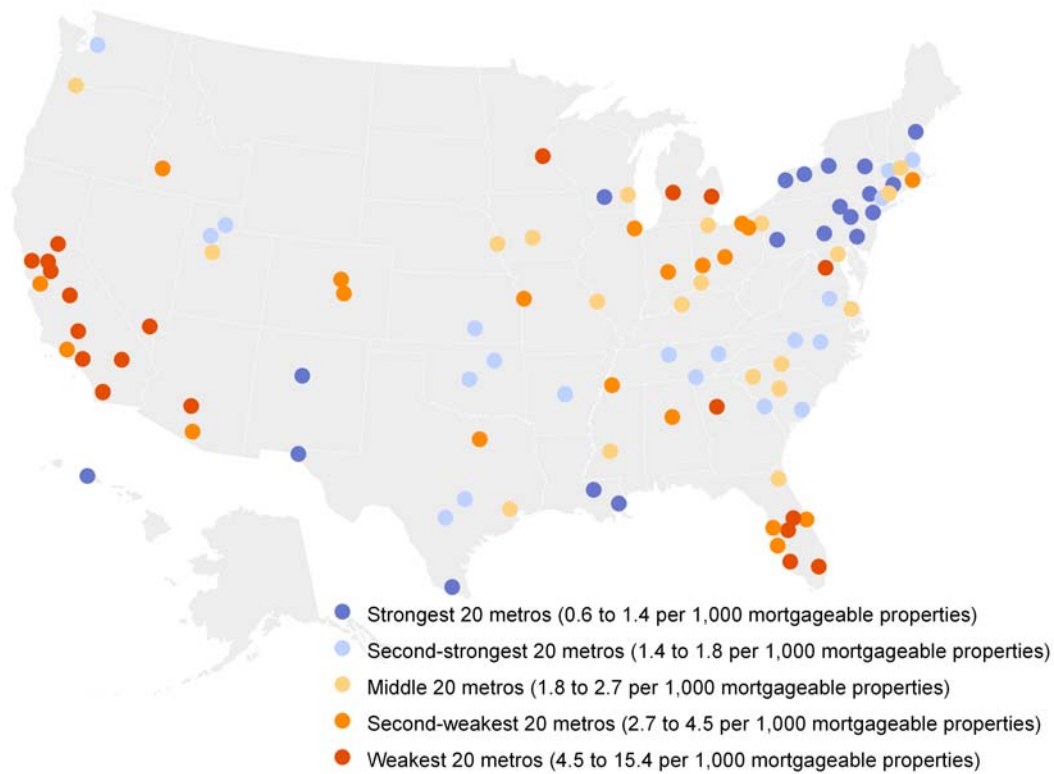 Strongest 20 metros (0.6 to 1.4 per 1,000 mortgageable properties)
Second-strongest 20 metros (1.4 to 1.8 per 1,000 mortgageable properties)
Middle 20 metros (1.8 to 2.7 per 1,000 mortgageable properties)
Second-weakest 20 metros (2.7 to 4.5 per 1,000 mortgageable properties)
Weakest 20 metros (4.5 to 15.4 per 1,000 mortgageable properties)